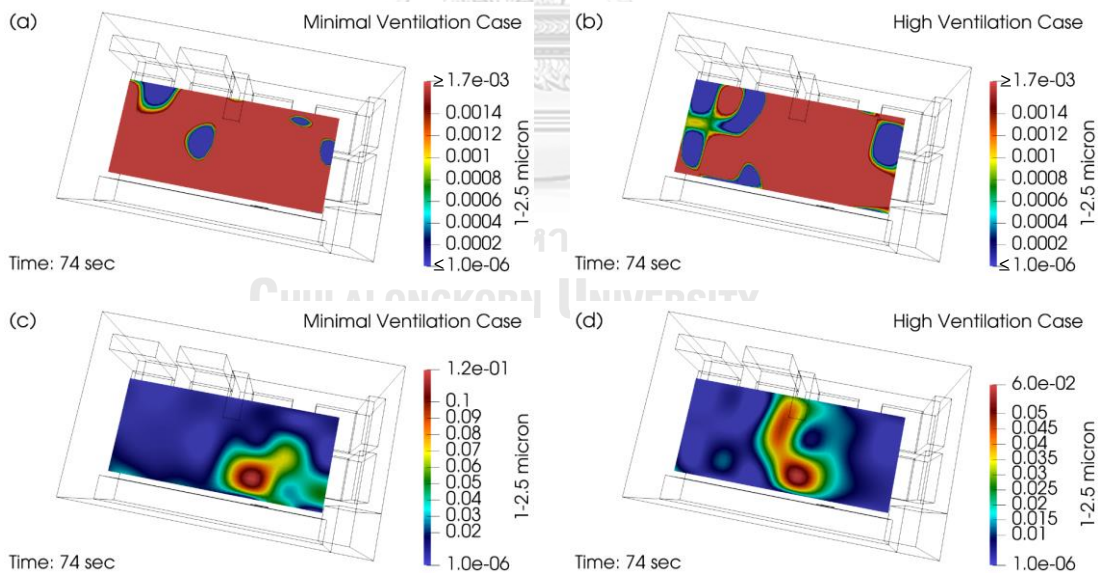 (a) Minimal Ventilation Case
≥1.7e-03
0.0014
0.0012
0.001
0.0008
0.0006
0.0004
0.0002
≤1.0e-06
1-2.5 micron
Time: 74 sec
(b) High Ventilation Case
≥1.7e-03
0.0014
0.0012
0.001
0.0008
0.0006
0.0004
0.0002
≤1.0e-06
1-2.5 micron
Time: 74 sec
CHULALONGKORN UNIVERSITY
(c) Minimal Ventilation Case
1.2e-01
0.1
0.09
0.08
0.07
0.06
0.05
0.04
0.03
0.02
1.0e-06
1-2.5 micron
Time: 74 sec
(d) High Ventilation Case
6.0e-02
0.05
0.045
0.04
0.035
0.03
0.025
0.02
0.015
0.01
1.0e-06
1-2.5 micron
Time: 74 sec